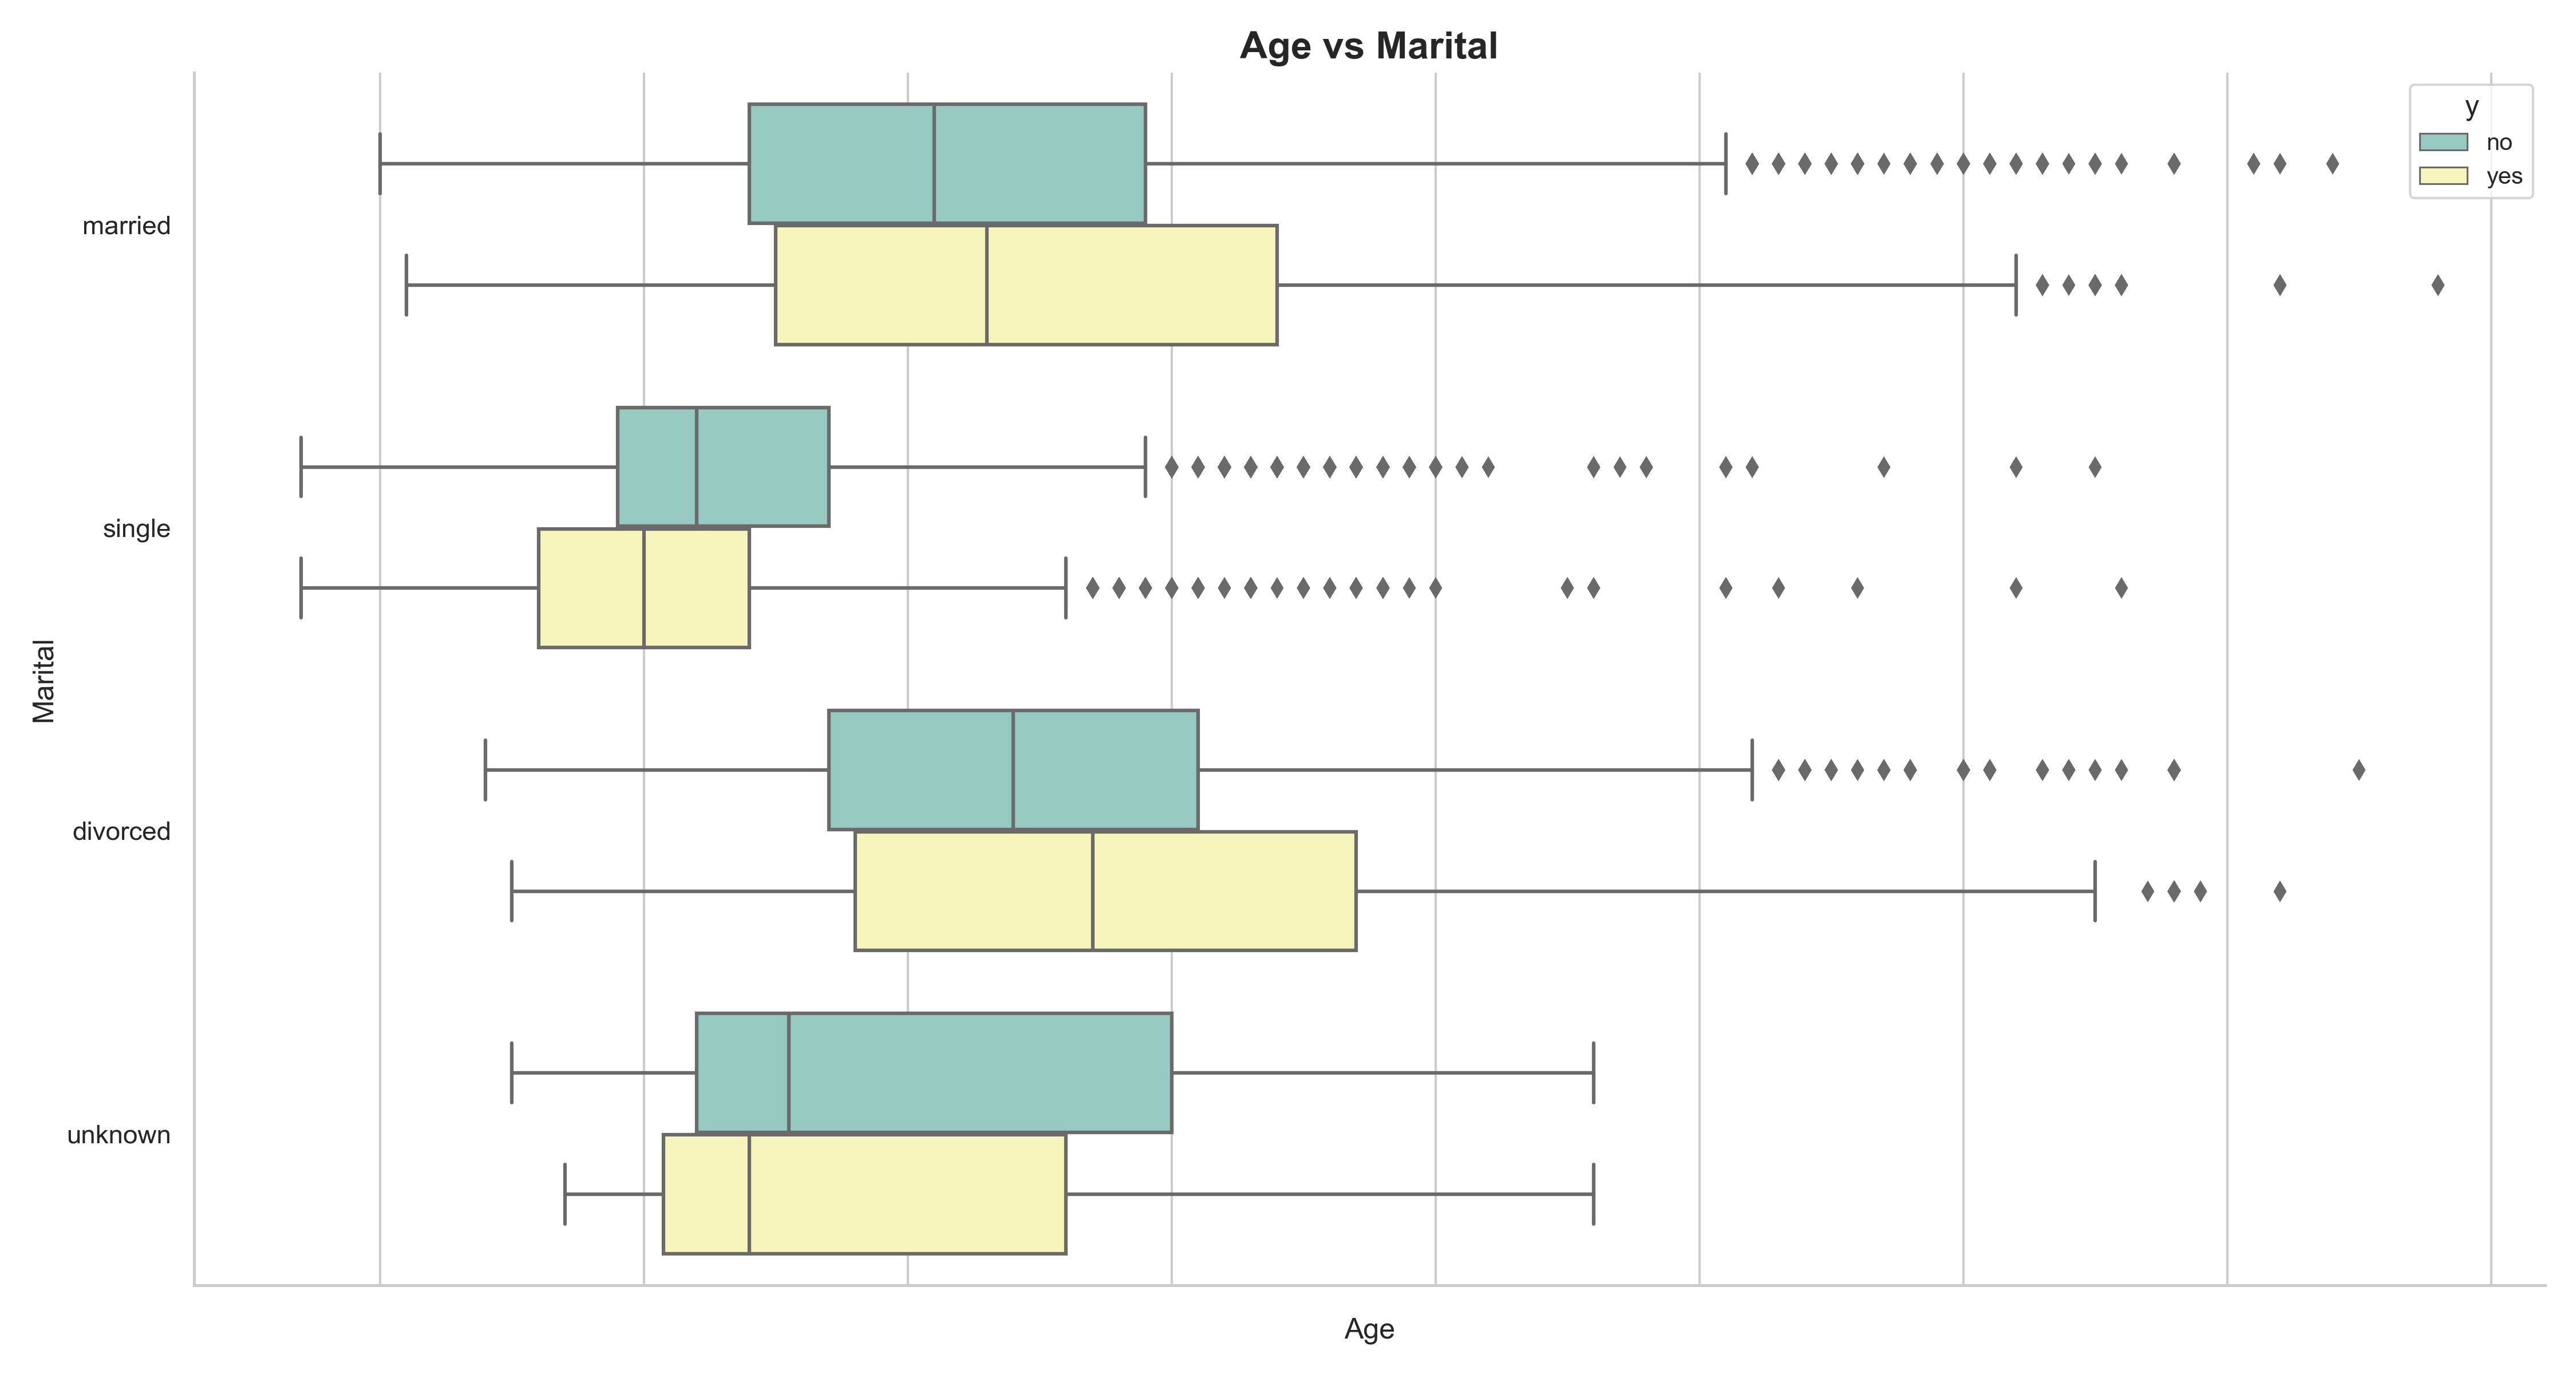 Age vs Marital
y
no
yes
married
single
divorced
unknown
Marital
Age